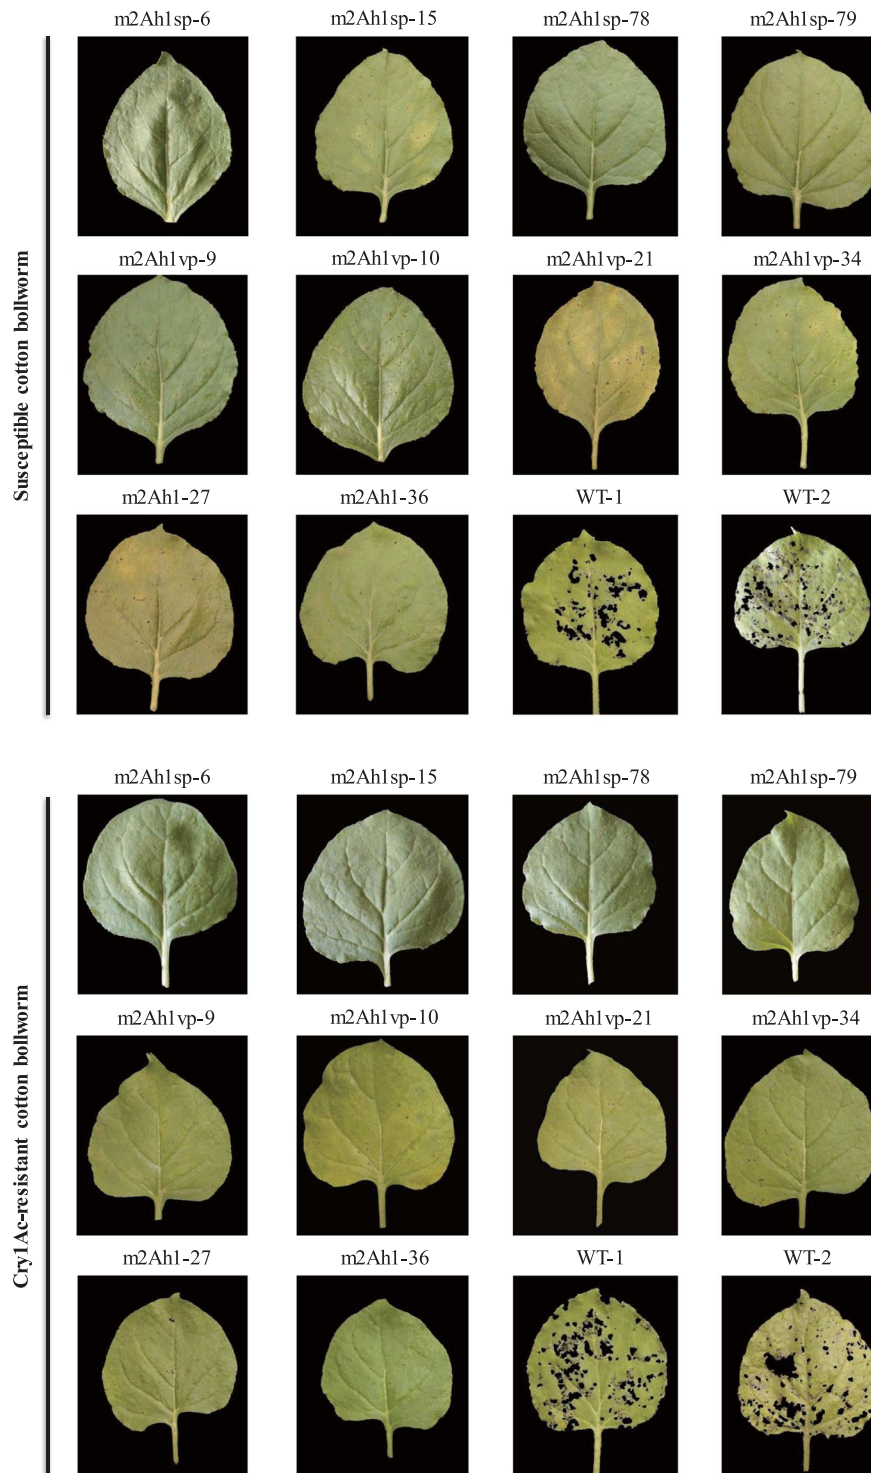 m2Ah1sp-6 m2Ah1sp-15 m2Ah1sp-78 m2Ah1sp-79
Susceptible cotton bollworm
m2Ah1vp-9 m2Ah1vp-10 m2Ah1vp-21 m2Ah1vp-34
m2Ah1-27 m2Ah1-36 WT-1 WT-2
m2Ah1sp-6 m2Ah1sp-15 m2Ah1sp-78 m2Ah1sp-79
Cry1Ac-resistant cotton bollworm
m2Ah1vp-9 m2Ah1vp-10 m2Ah1vp-21 m2Ah1vp-34
m2Ah1-27 m2Ah1-36 WT-1 WT-2